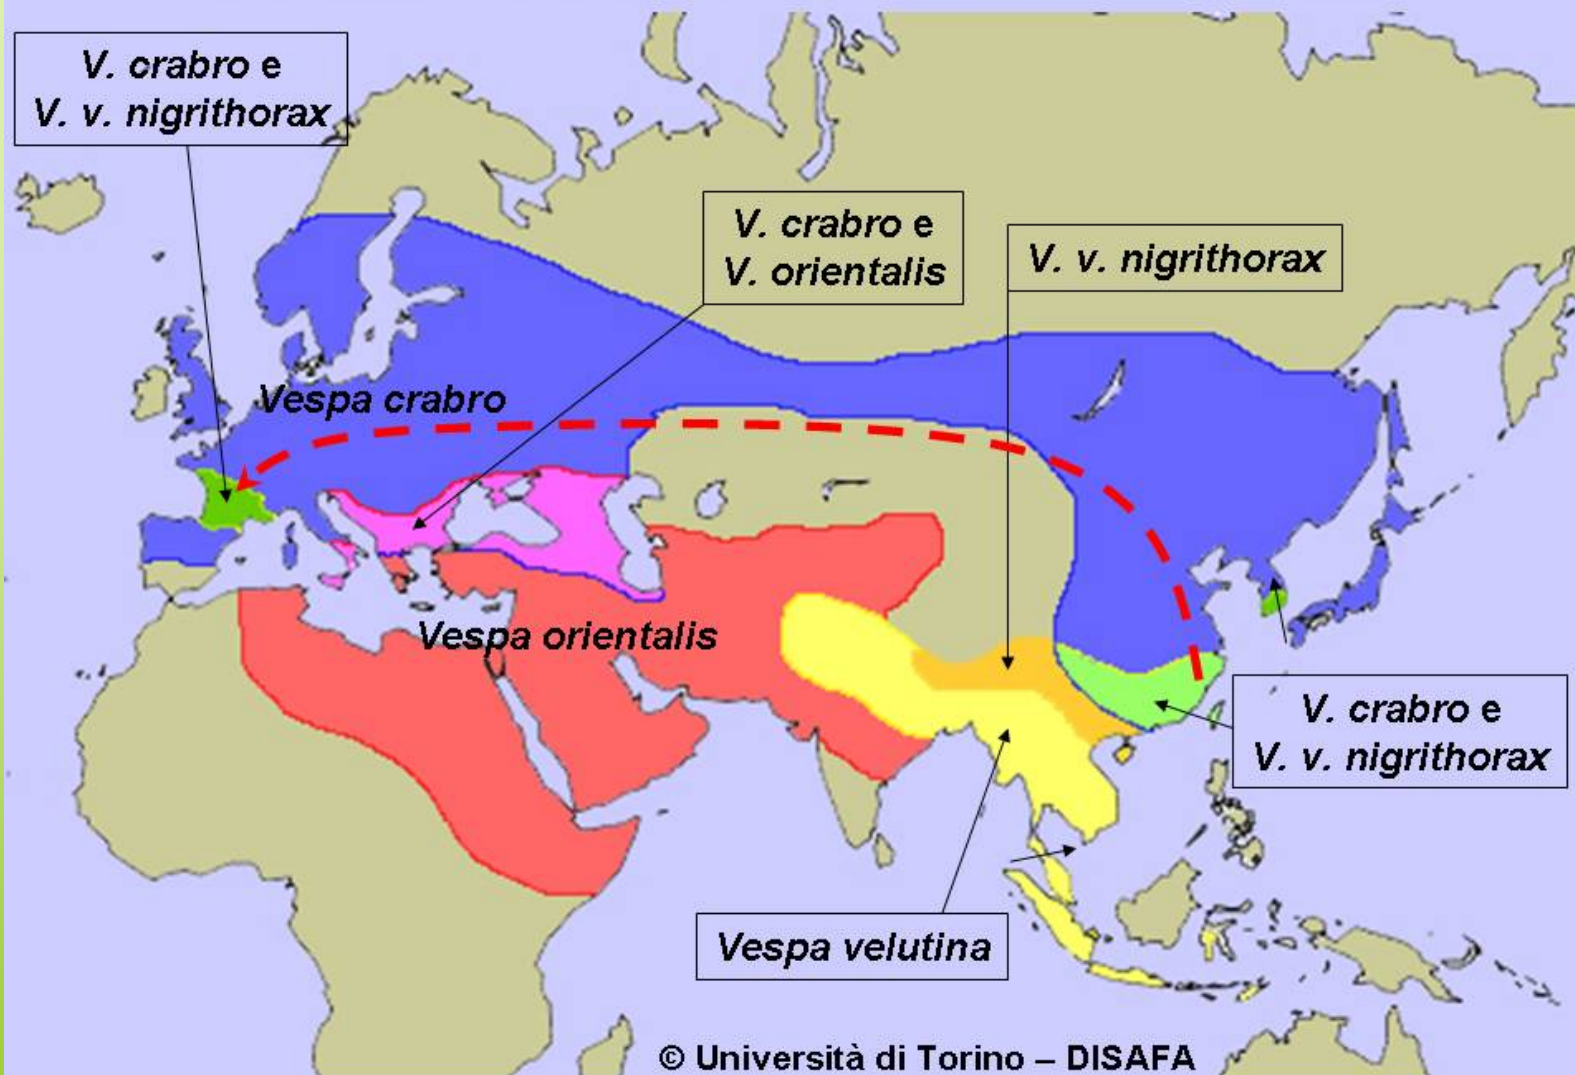 V. crabro e
V. v. nigrithorax
V. crabro e
V. orientalis
V. v. nigrithorax
Vespa crabro
Vespa orientalis
V. crabro e
V. v. nigrithorax
Vespa velutina
© Università di Torino – DISAFA